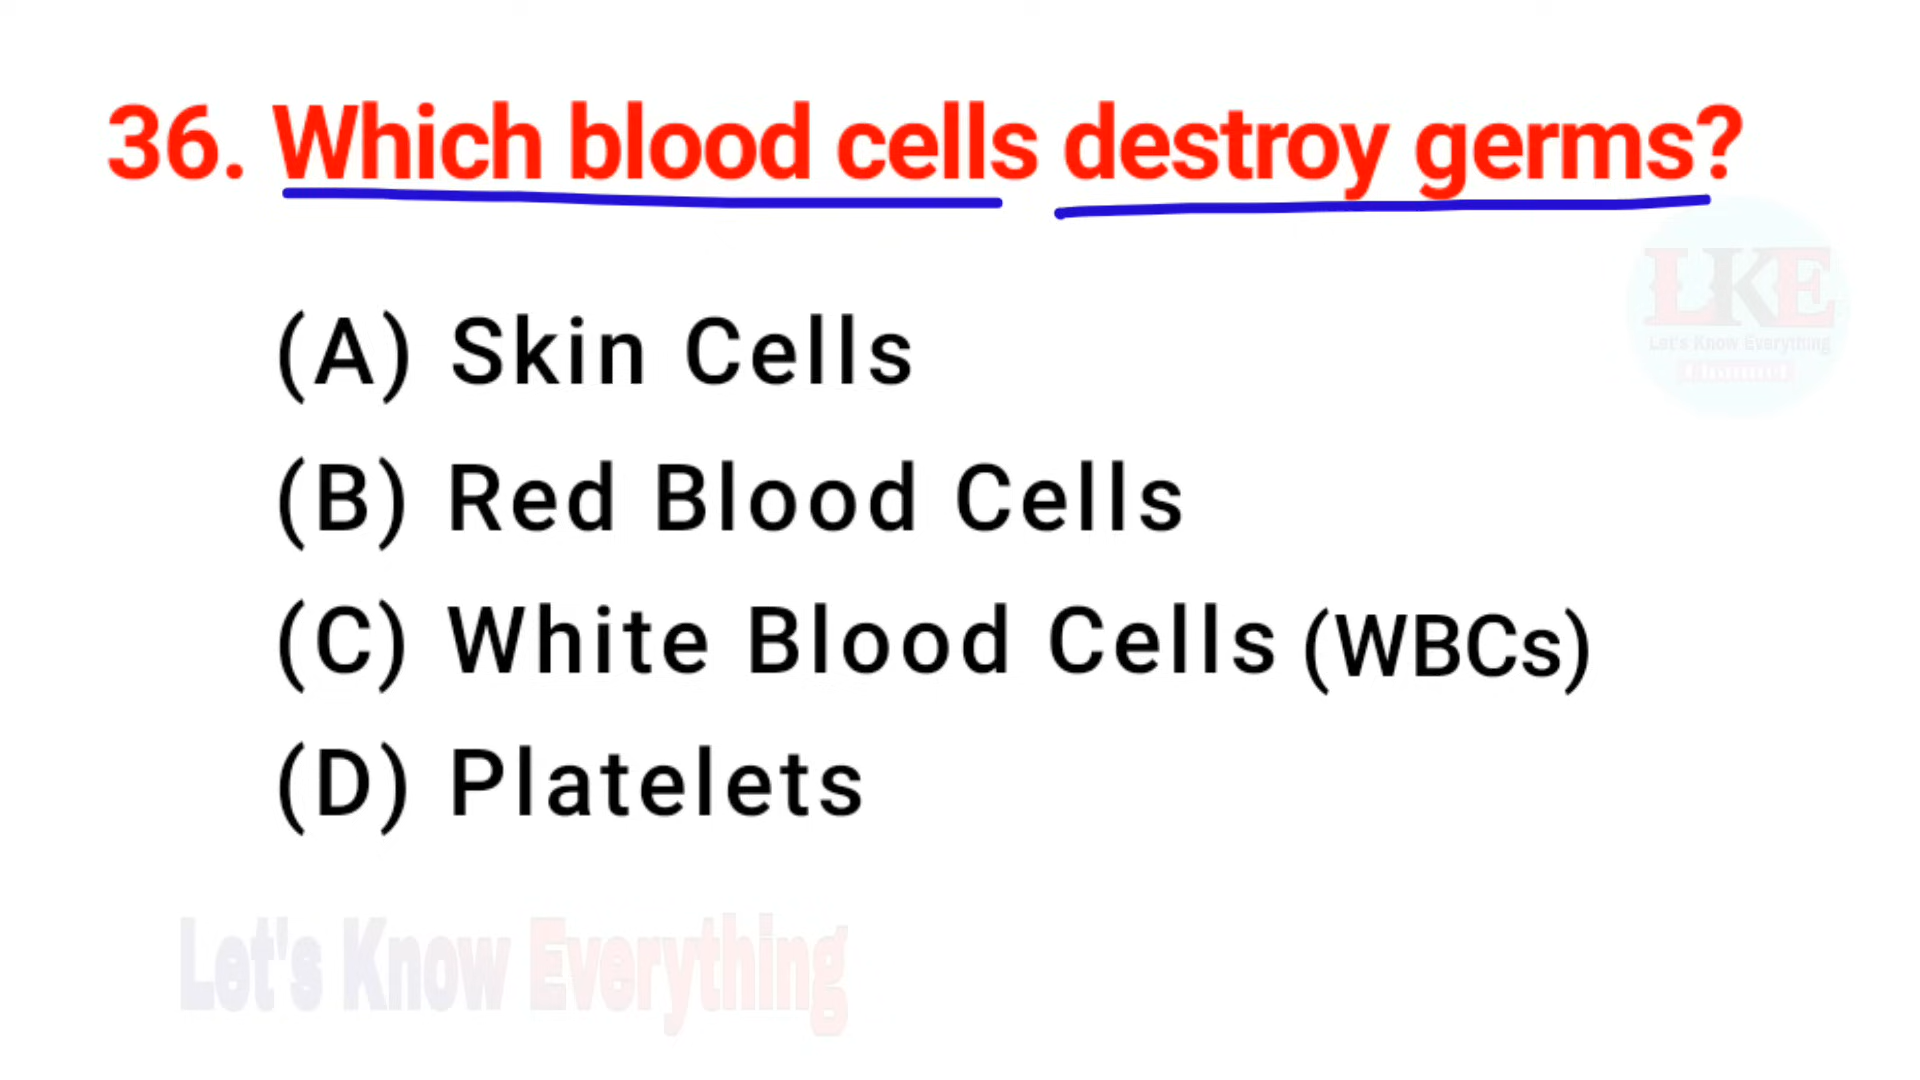 36. Which blood cells destroy germs?
LKE
Let's Know Everything
Channel
(A) Skin Cells
(B) Red Blood Cells
(C) White Blood Cells (WBCs)
(D) Platelets
Let's Know Everything